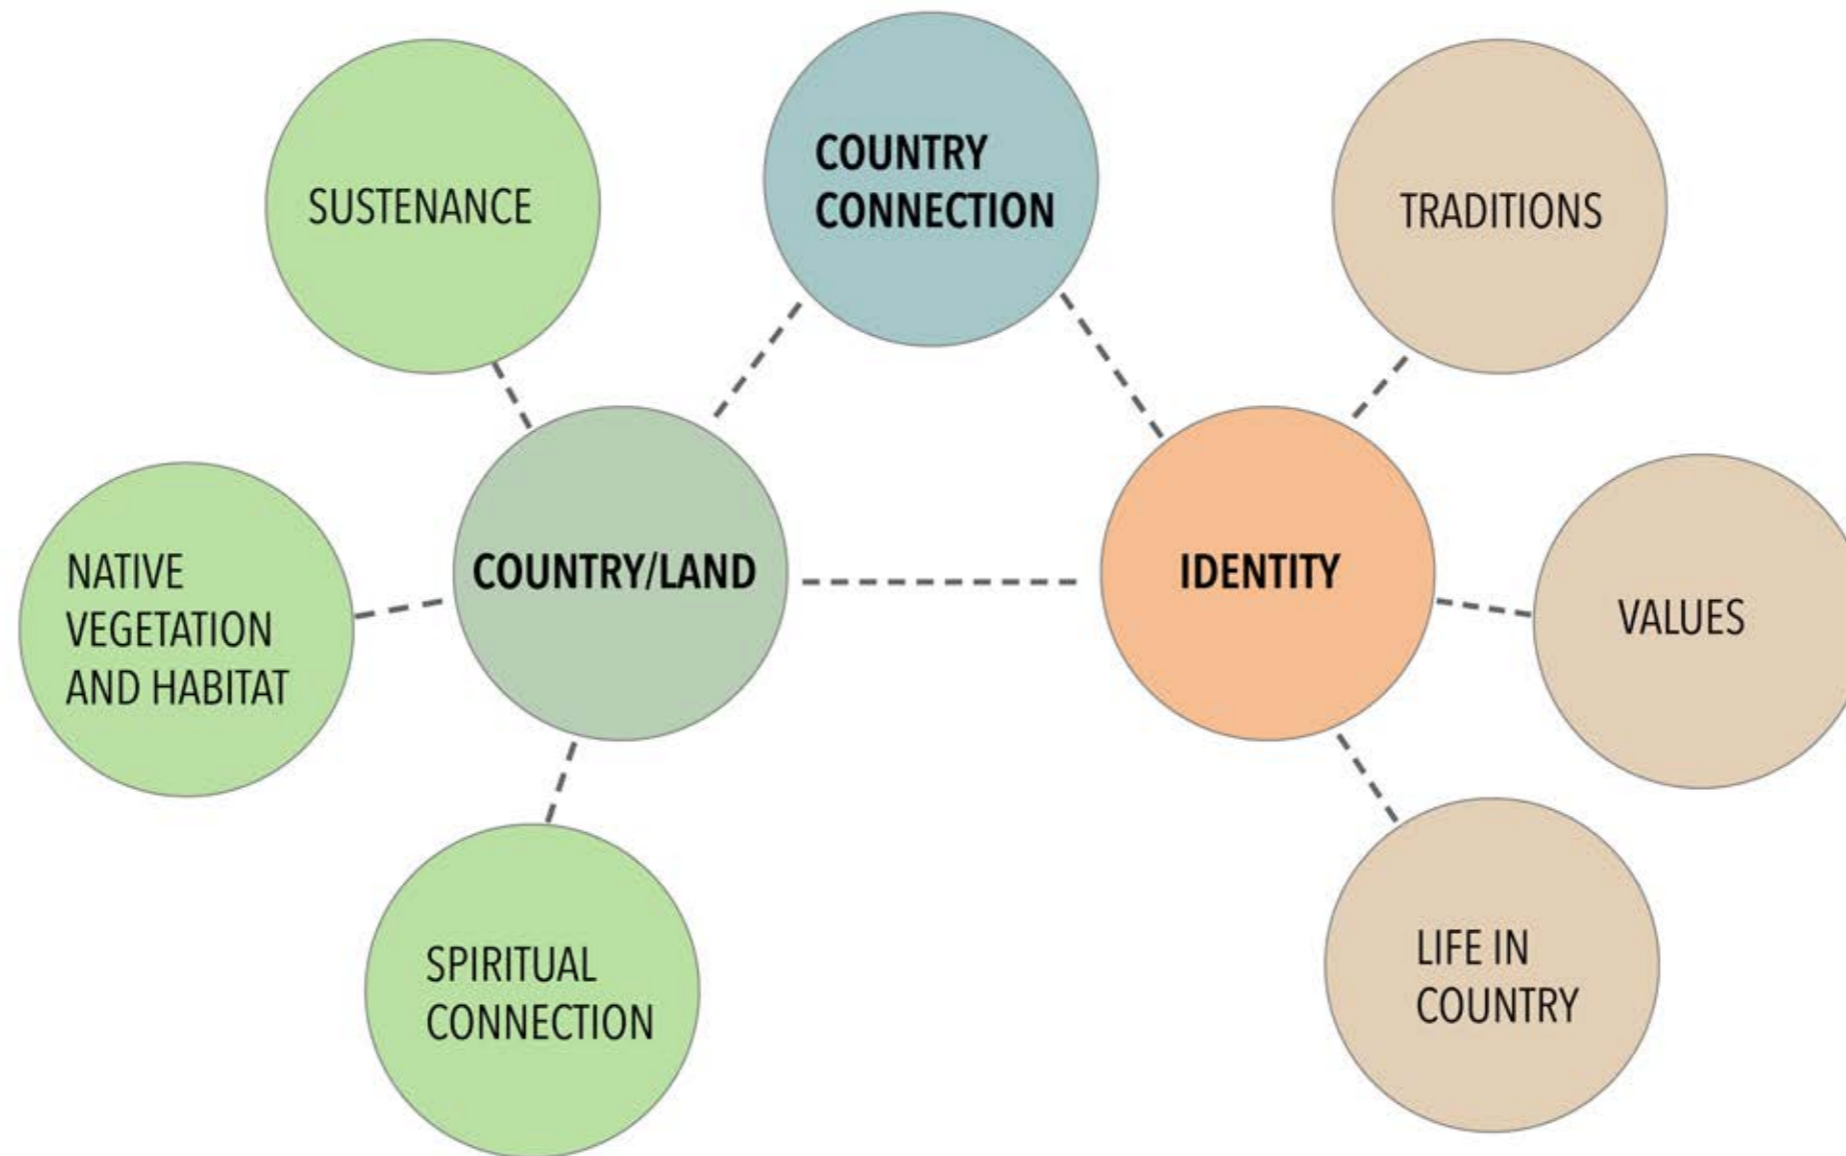 COUNTRY
CONNECTION
SUSTENANCE
TRADITIONS
NATIVE
VEGETATION
AND HABITAT
COUNTRY/LAND
IDENTITY
VALUES
SPIRITUAL
CONNECTION
LIFE IN
COUNTRY